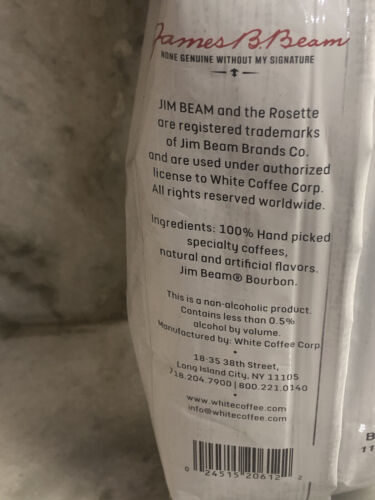 James B. Beam
NONE GENUINE WITHOUT MY SIGNATURE
JIM BEAM and the Rosette
are registered trademarks
of Jim Beam Brands Co.
and are used under authorized
license to White Coffee Corp.
All rights reserved worldwide.
Ingredients: 100% Hand picked
specialty coffees,
natural and artificial flavors.
Jim Beam® Bourbon.
This is a non-alcoholic product.
Contains less than 0.5%
alcohol by volume.
Manufactured by: White Coffee Corp
•
18-35 38th Street,
Long Island City, NY 11105
718.204.7900 | 800.221.0140
•
www.whitecoffee.com
info@whitecoffee.com
0 24515 20612 2
B
11